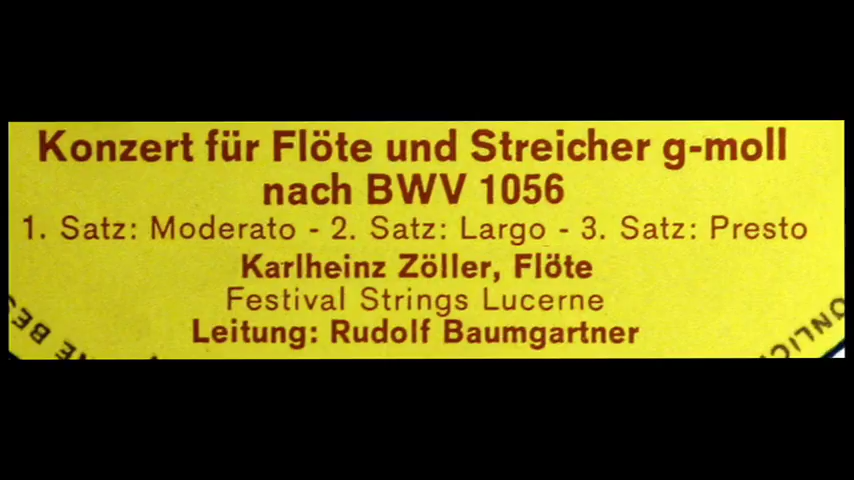 Konzert für Flöte und Streicher g-moll
nach BWV 1056
1. Satz: Moderato - 2. Satz: Largo - 3. Satz: Presto
Karlheinz Zöller, Flöte
Festival Strings Lucerne
Leitung: Rudolf Baumgartner